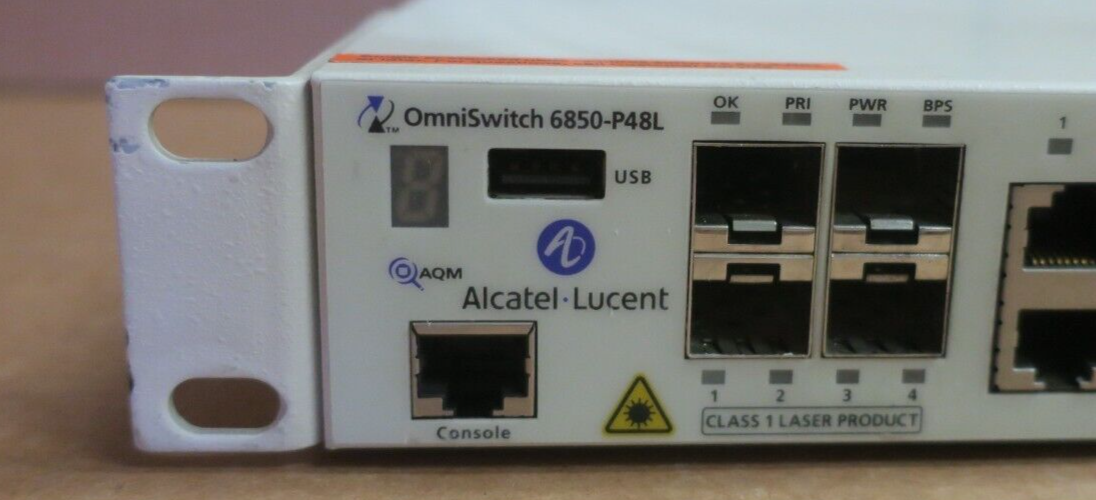 OmniSwitch 6850-P48L
TM
OK PRI PWR BPS
1
USB
AQM
Alcatel·Lucent
Console
1 2 3 4
CLASS 1 LASER PRODUCT